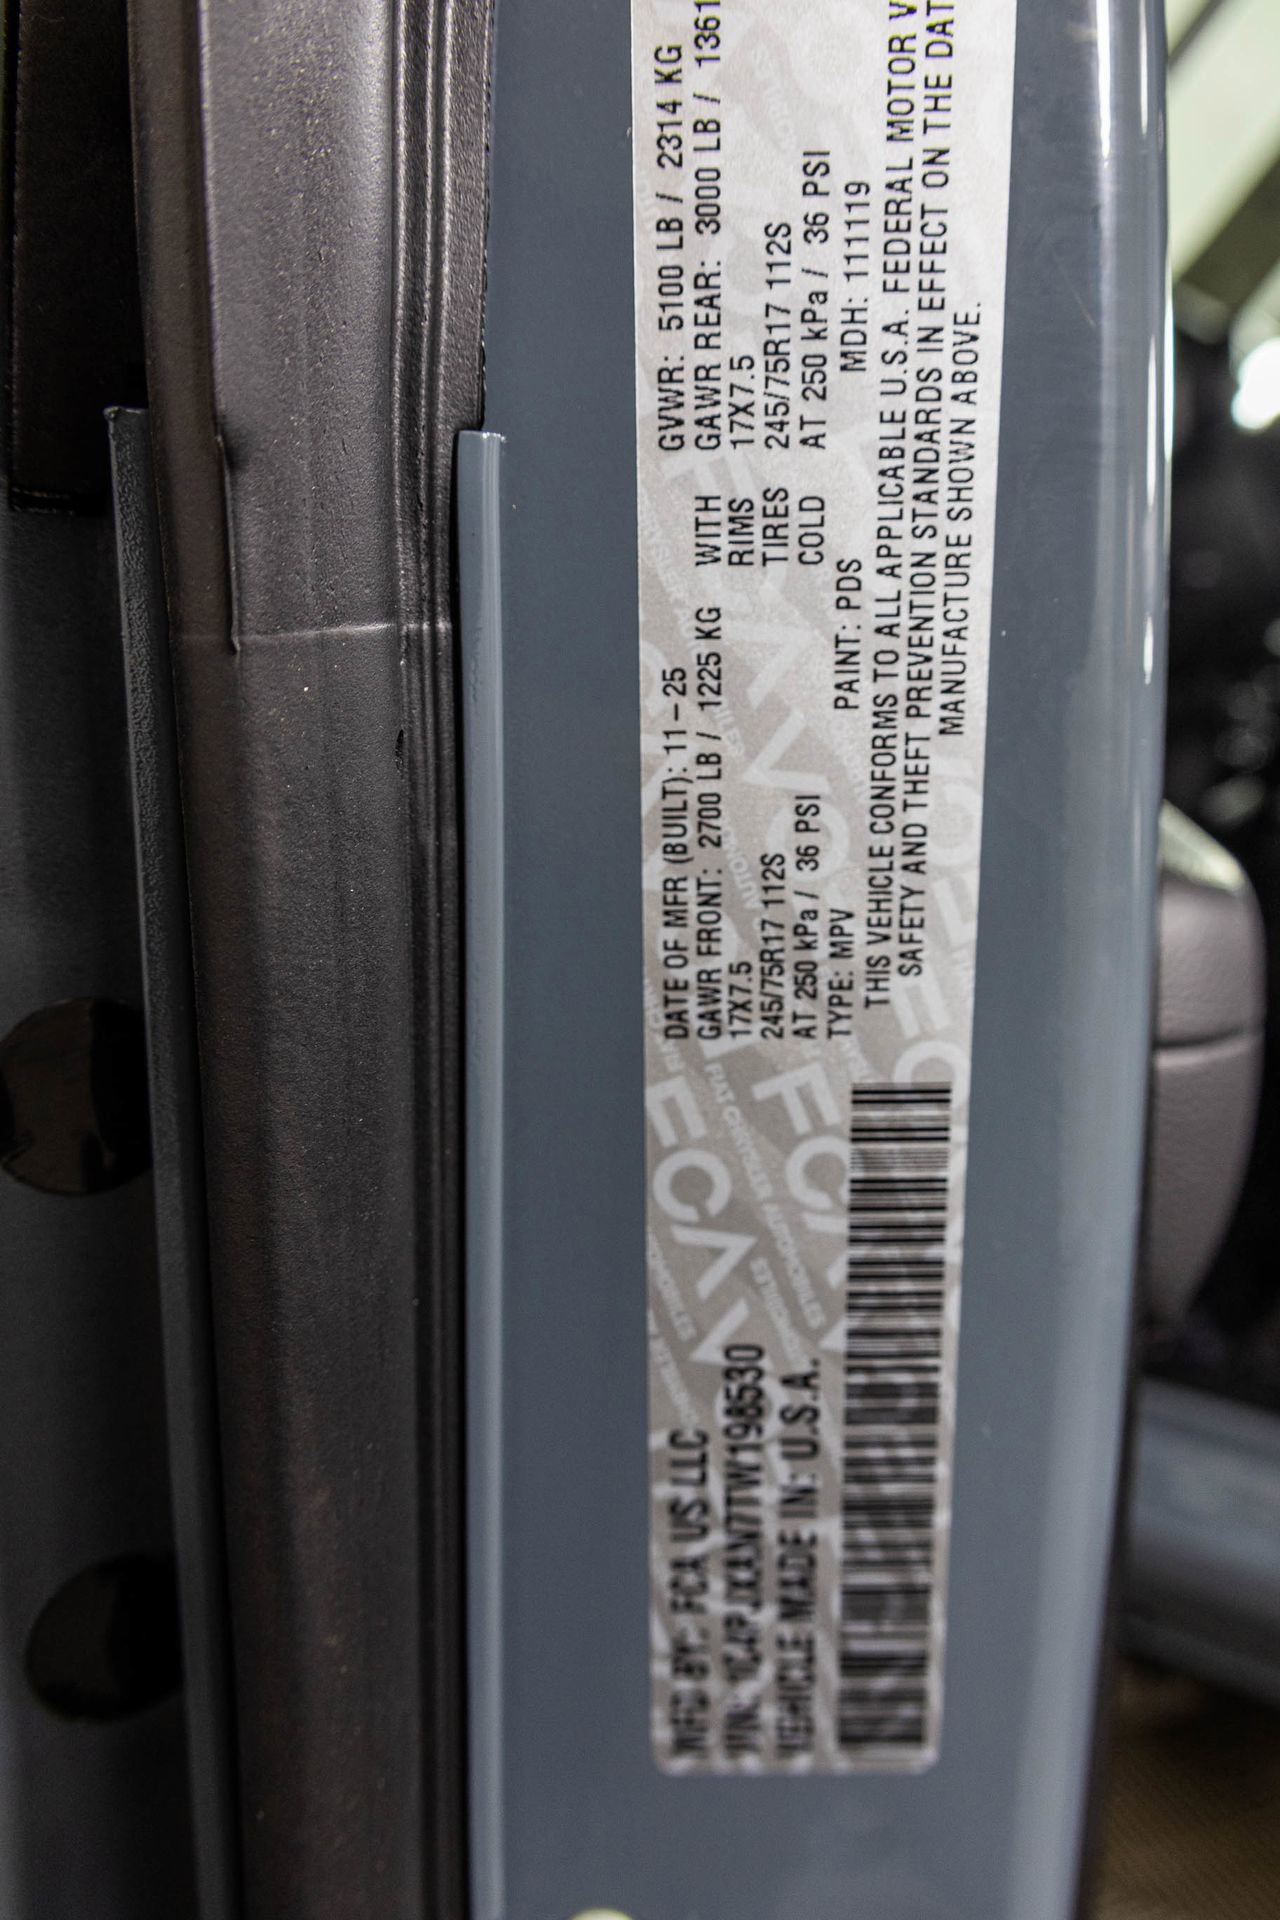 MFD BY: FCA US LLC
VIN: 1C4PJXAN7TW198530
VEHICLE MADE IN: U.S.A.
DATE OF MFR (BUILT): 11-25 GVWR: 5100 LB / 2314 KG
GAWR FRONT: 2700 LB / 1225 KG WITH GAWR REAR: 3000 LB / 1361
17X7.5 RIMS 17X7.5
245/75R17 112S TIRES 245/75R17 112S
AT 250 kPa / 36 PSI COLD AT 250 kPa / 36 PSI
TYPE: MPV PAINT: PDS MDH: 111119
THIS VEHICLE CONFORMS TO ALL APPLICABLE U.S.A. FEDERAL MOTOR
SAFETY AND THEFT PREVENTION STANDARDS IN EFFECT ON THE
MANUFACTURE SHOWN ABOVE.